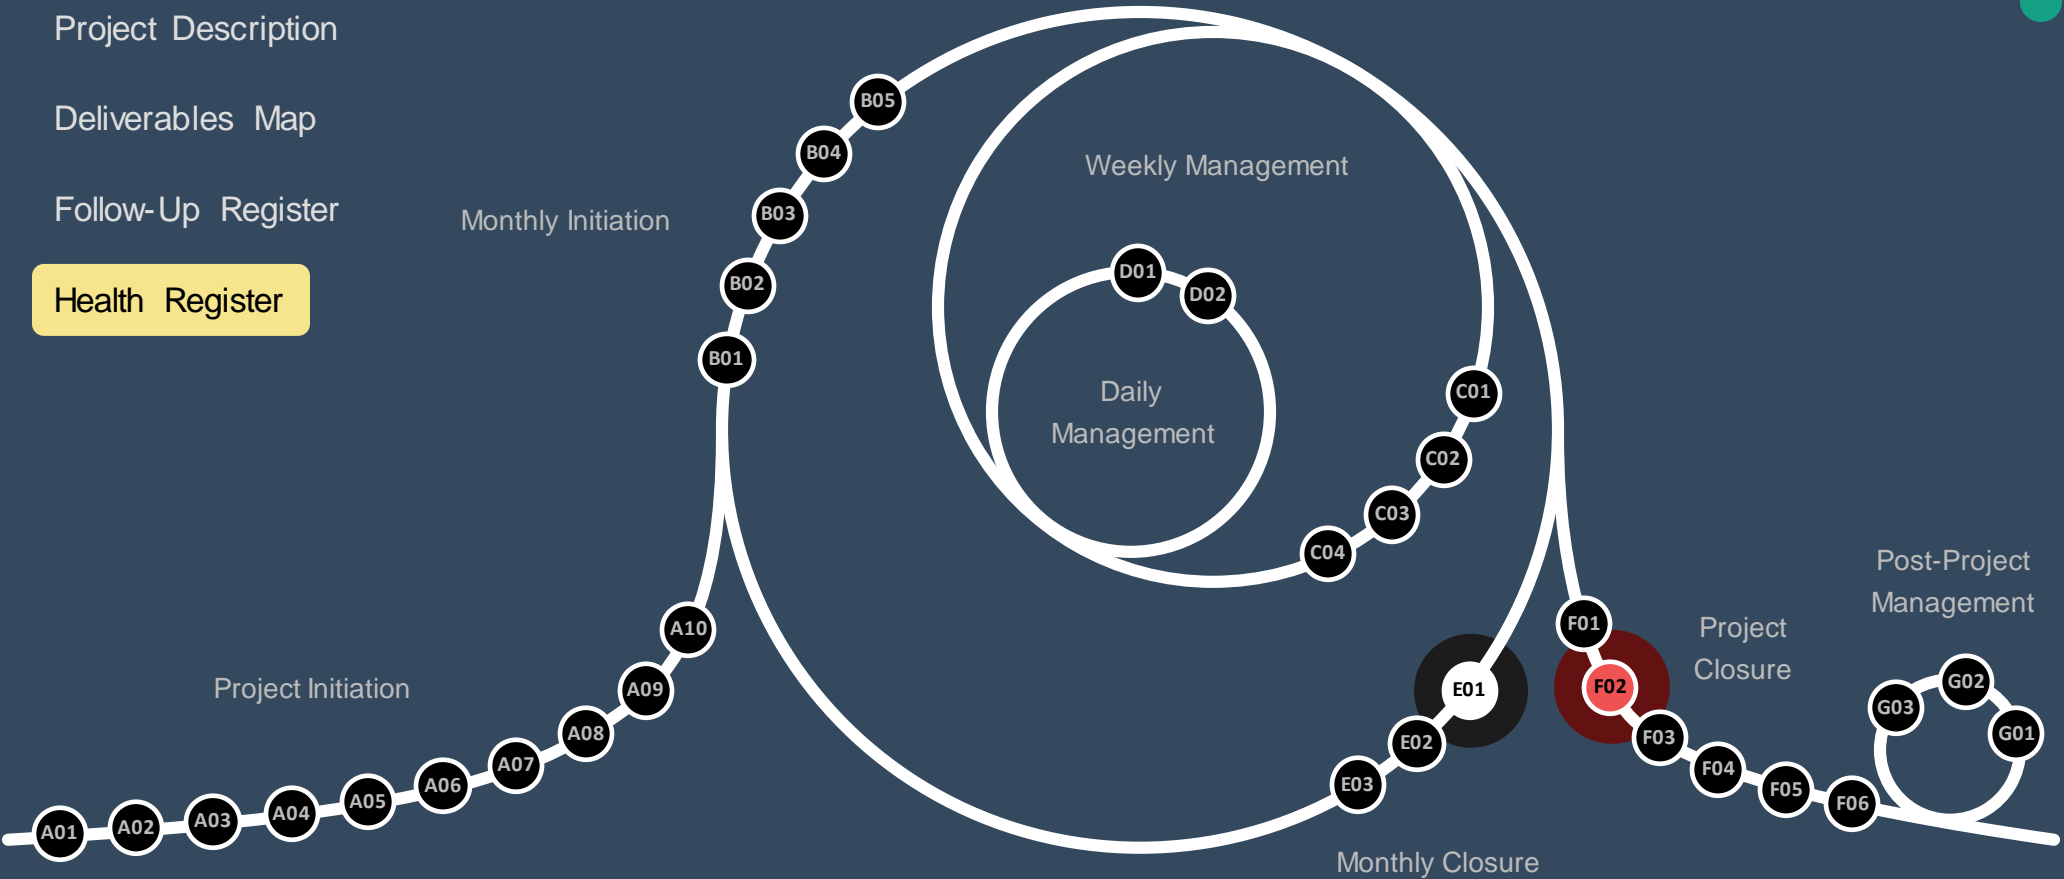 Project Description
Deliverables Map
Follow-Up Register
Health Register
Monthly Initiation
Weekly Management
Daily
Management
Project Initiation
Monthly Closure
Project
Closure
Post-Project
Management
A01
A02
A03
A04
A05
A06
A07
A08
A09
A10
B01
B02
B03
B04
B05
C01
C02
C03
C04
D01
D02
E01
E02
E03
F01
F02
F03
F04
F05
F06
G01
G02
G03